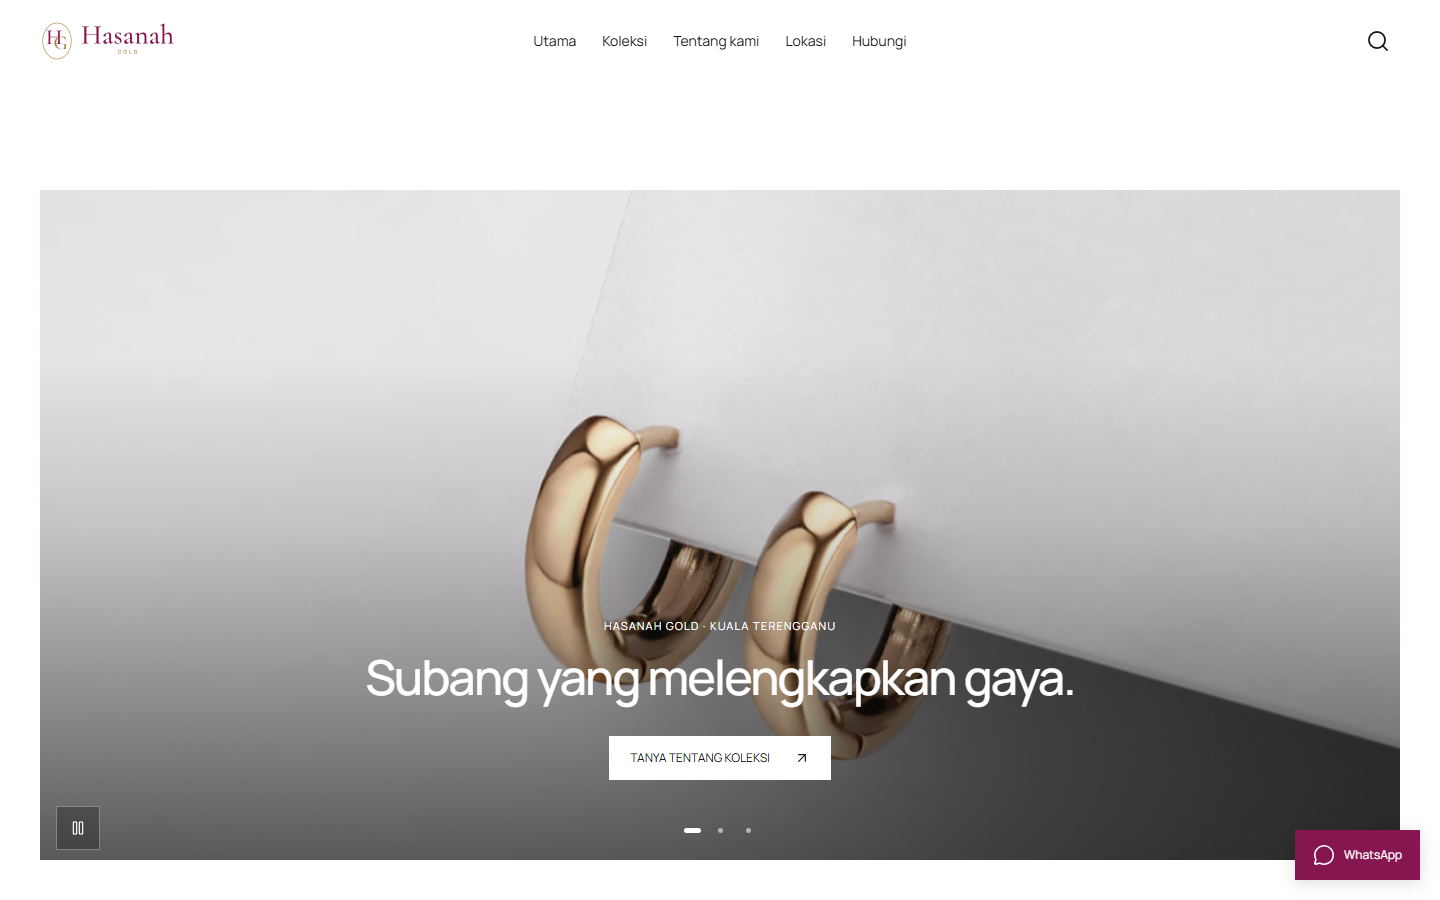 HG Hasanah
GOLD
Utama
Koleksi
Tentang kami
Lokasi
Hubungi
HASANAH GOLD · KUALA TERENGGANU
Subang yang melengkapkan gaya.
TANYA TENTANG KOLEKSI
WhatsApp